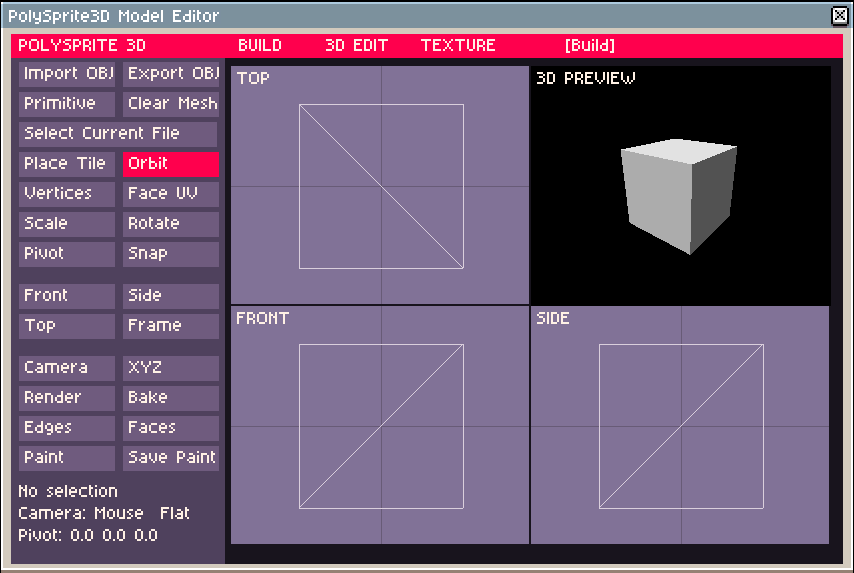 PolySprite3D Model Editor
POLYSPRITE 3D BUILD 3D EDIT TEXTURE [Build]
Import OBJ Export OBJ
Primitive Clear Mesh
Select Current File
Place Tile Orbit
Vertices Face UV
Scale Rotate
Pivot Snap
Front Side
Top Frame
Camera XYZ
Render Bake
Edges Faces
Paint Save Paint
No selection
Camera: Mouse Flat
Pivot: 0.0 0.0 0.0
TOP
3D PREVIEW
FRONT
SIDE